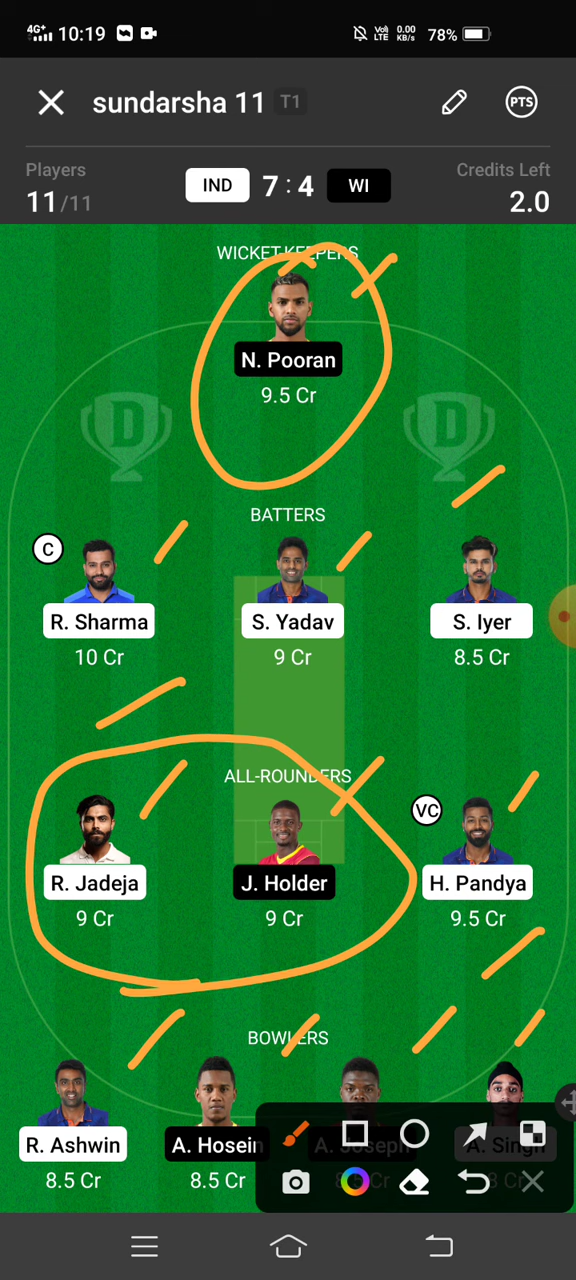 4G+ 10:19 Vo) LTE 0.00 KB/s 78%
sundarsha 11 T1 PTS
Players Credits Left
11/11 IND 7 : 4 WI 2.0
WICKET KEEPERS
N. Pooran
9.5 Cr
BATTERS
C
R. Sharma S. Yadav S. Iyer
10 Cr 9 Cr 8.5 Cr
ALL-ROUNDERS
VC
R. Jadeja J. Holder H. Pandya
9 Cr 9 Cr 9.5 Cr
BOWLERS
R. Ashwin A. Hosein A. Joseph A. Singh
8.5 Cr 8.5 Cr